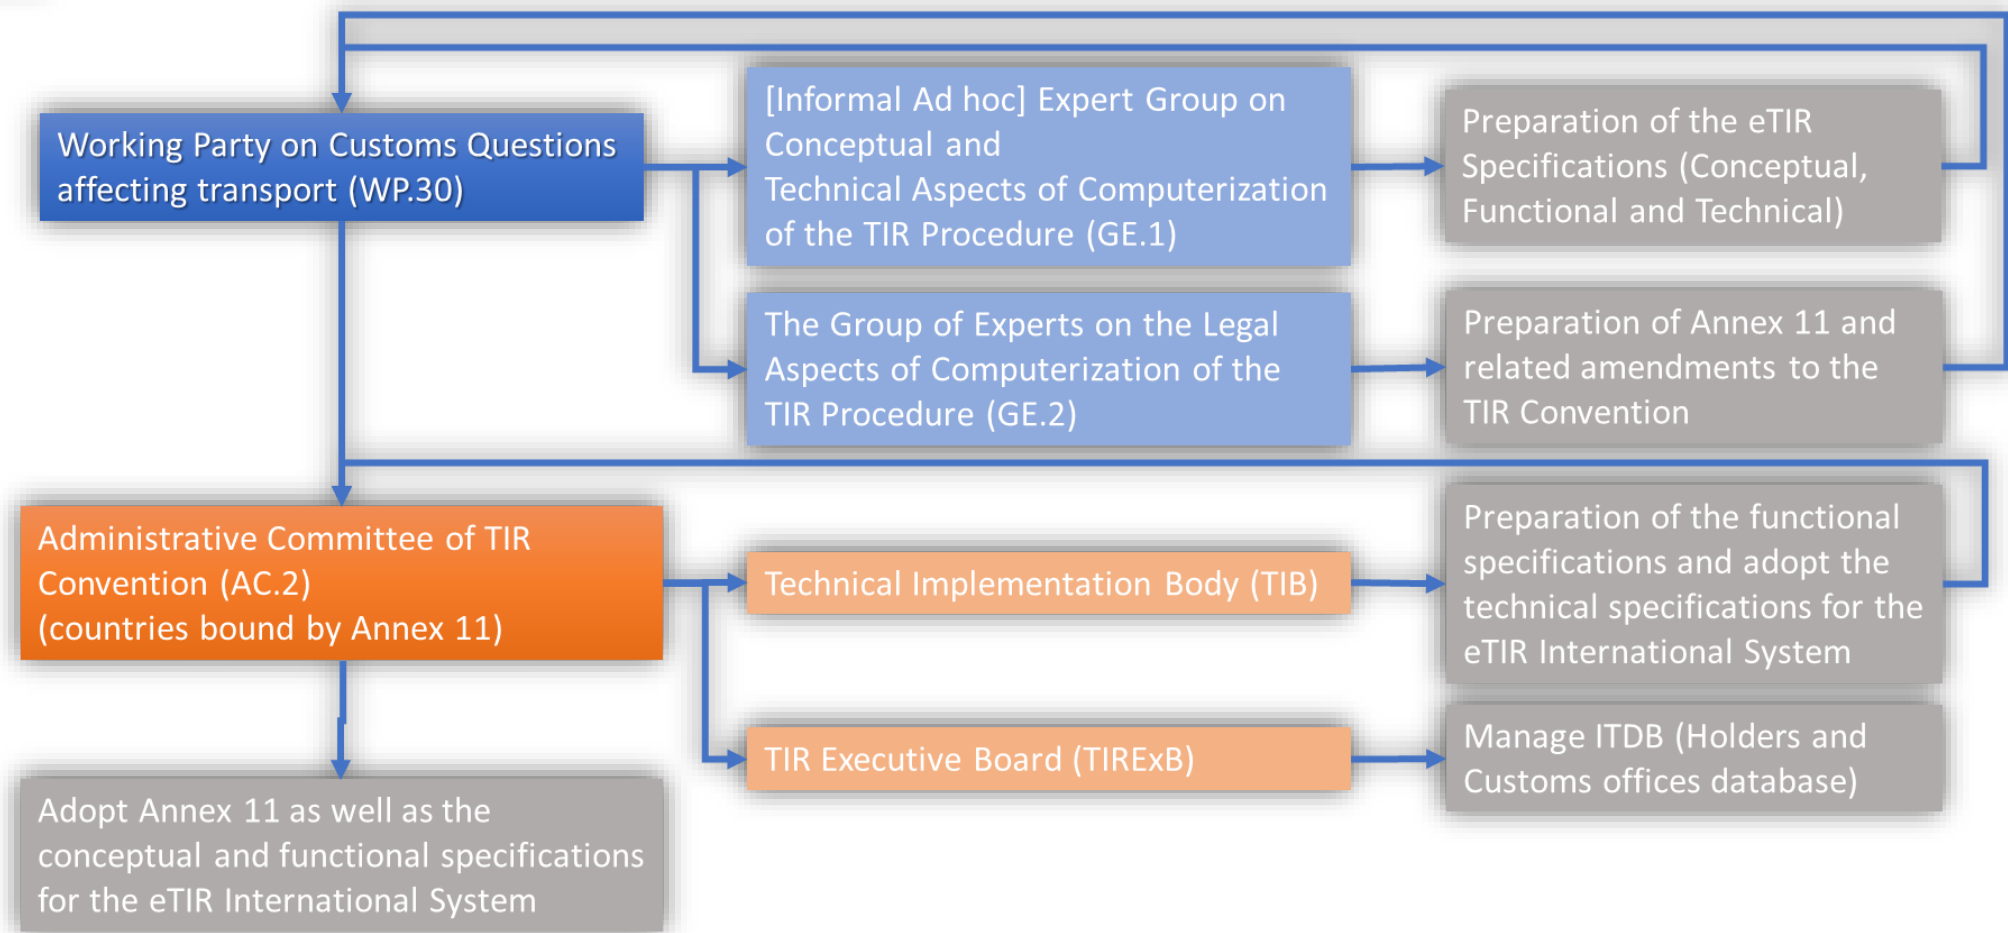 Working Party on Customs Questions
affecting transport (WP.30)
[Informal Ad hoc] Expert Group on
Conceptual and
Technical Aspects of Computerization
of the TIR Procedure (GE.1)
Preparation of the eTIR
Specifications (Conceptual,
Functional and Technical)
The Group of Experts on the Legal
Aspects of Computerization of the
TIR Procedure (GE.2)
Preparation of Annex 11 and
related amendments to the
TIR Convention
Administrative Committee of TIR
Convention (AC.2)
(countries bound by Annex 11)
Technical Implementation Body (TIB)
Preparation of the functional
specifications and adopt the
technical specifications for the
eTIR International System
TIR Executive Board (TIRExB)
Manage ITDB (Holders and
Customs offices database)
Adopt Annex 11 as well as the
conceptual and functional specifications
for the eTIR International System